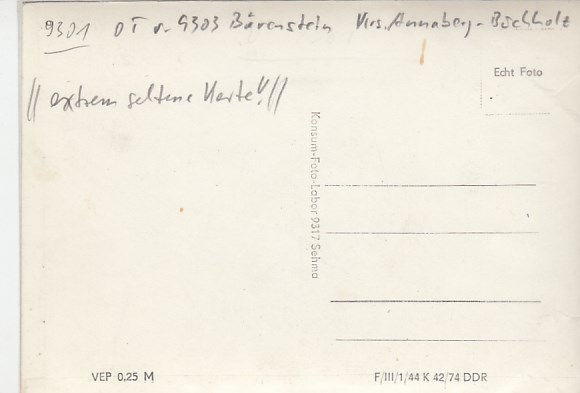 9301 OT v. 9303 Bärenstein Krs. Annaberg-Buchholz
Echt Foto
// extrem seltene Karte! //
Konsum-Foto-Labor 9317 Sehma
VEP 0,25 M
F/III/1/44 K 42/74 DDR